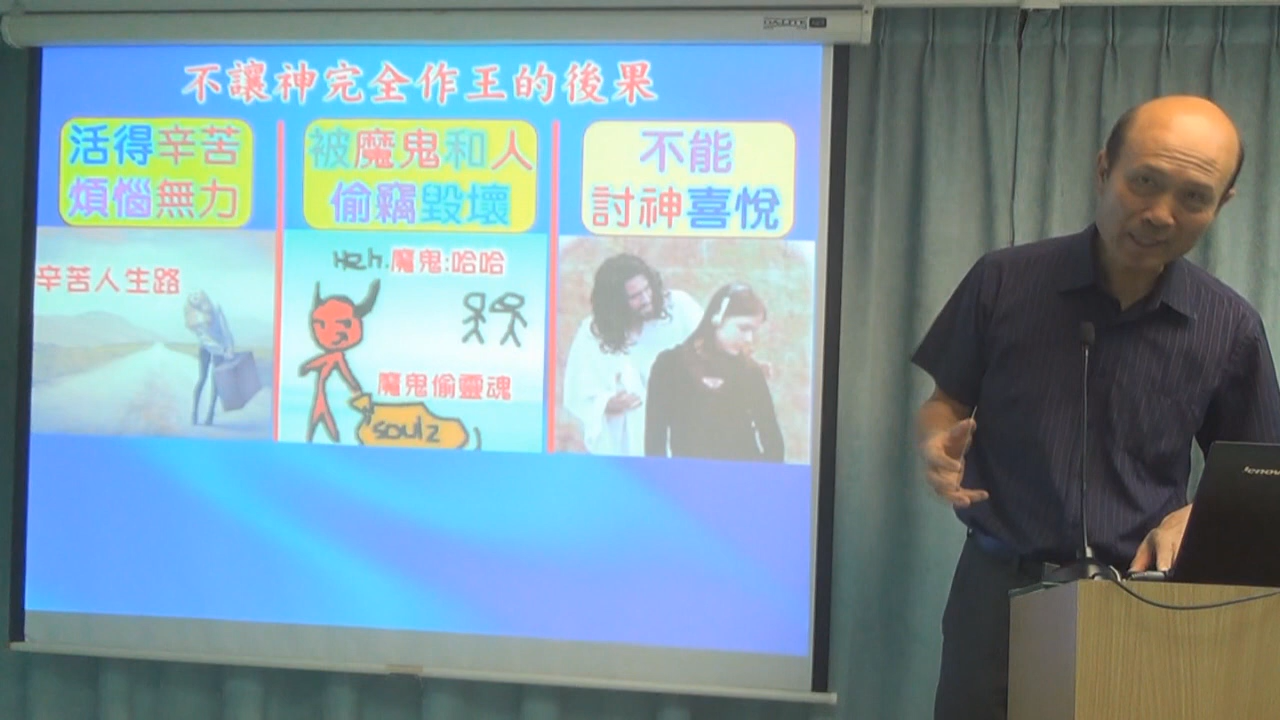 不讓神完全作王的後果
活得辛苦
煩惱無力
被魔鬼和人
偷竊毀壞
不能
討神喜悅
辛苦人生路
Heh.魔鬼:哈哈
魔鬼偷靈魂
soulz
lenovo